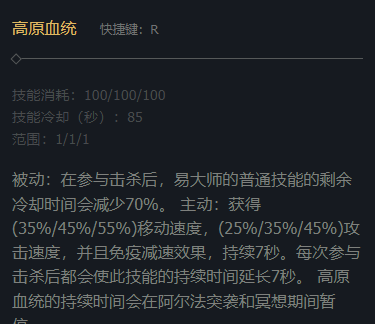 高原血统 快捷键：R
技能消耗：100/100/100
技能冷却（秒）：85
范围：1/1/1
被动：在参与击杀后，易大师的普通技能的剩余
冷却时间会减少70%。 主动：获得
(35%/45%/55%)移动速度，(25%/35%/45%)攻
击速度，并且免疫减速效果，持续7秒。每次参与
击杀后都会使此技能的持续时间延长7秒。 高原
血统的持续时间会在阿尔法突袭和冥想期间暂
停